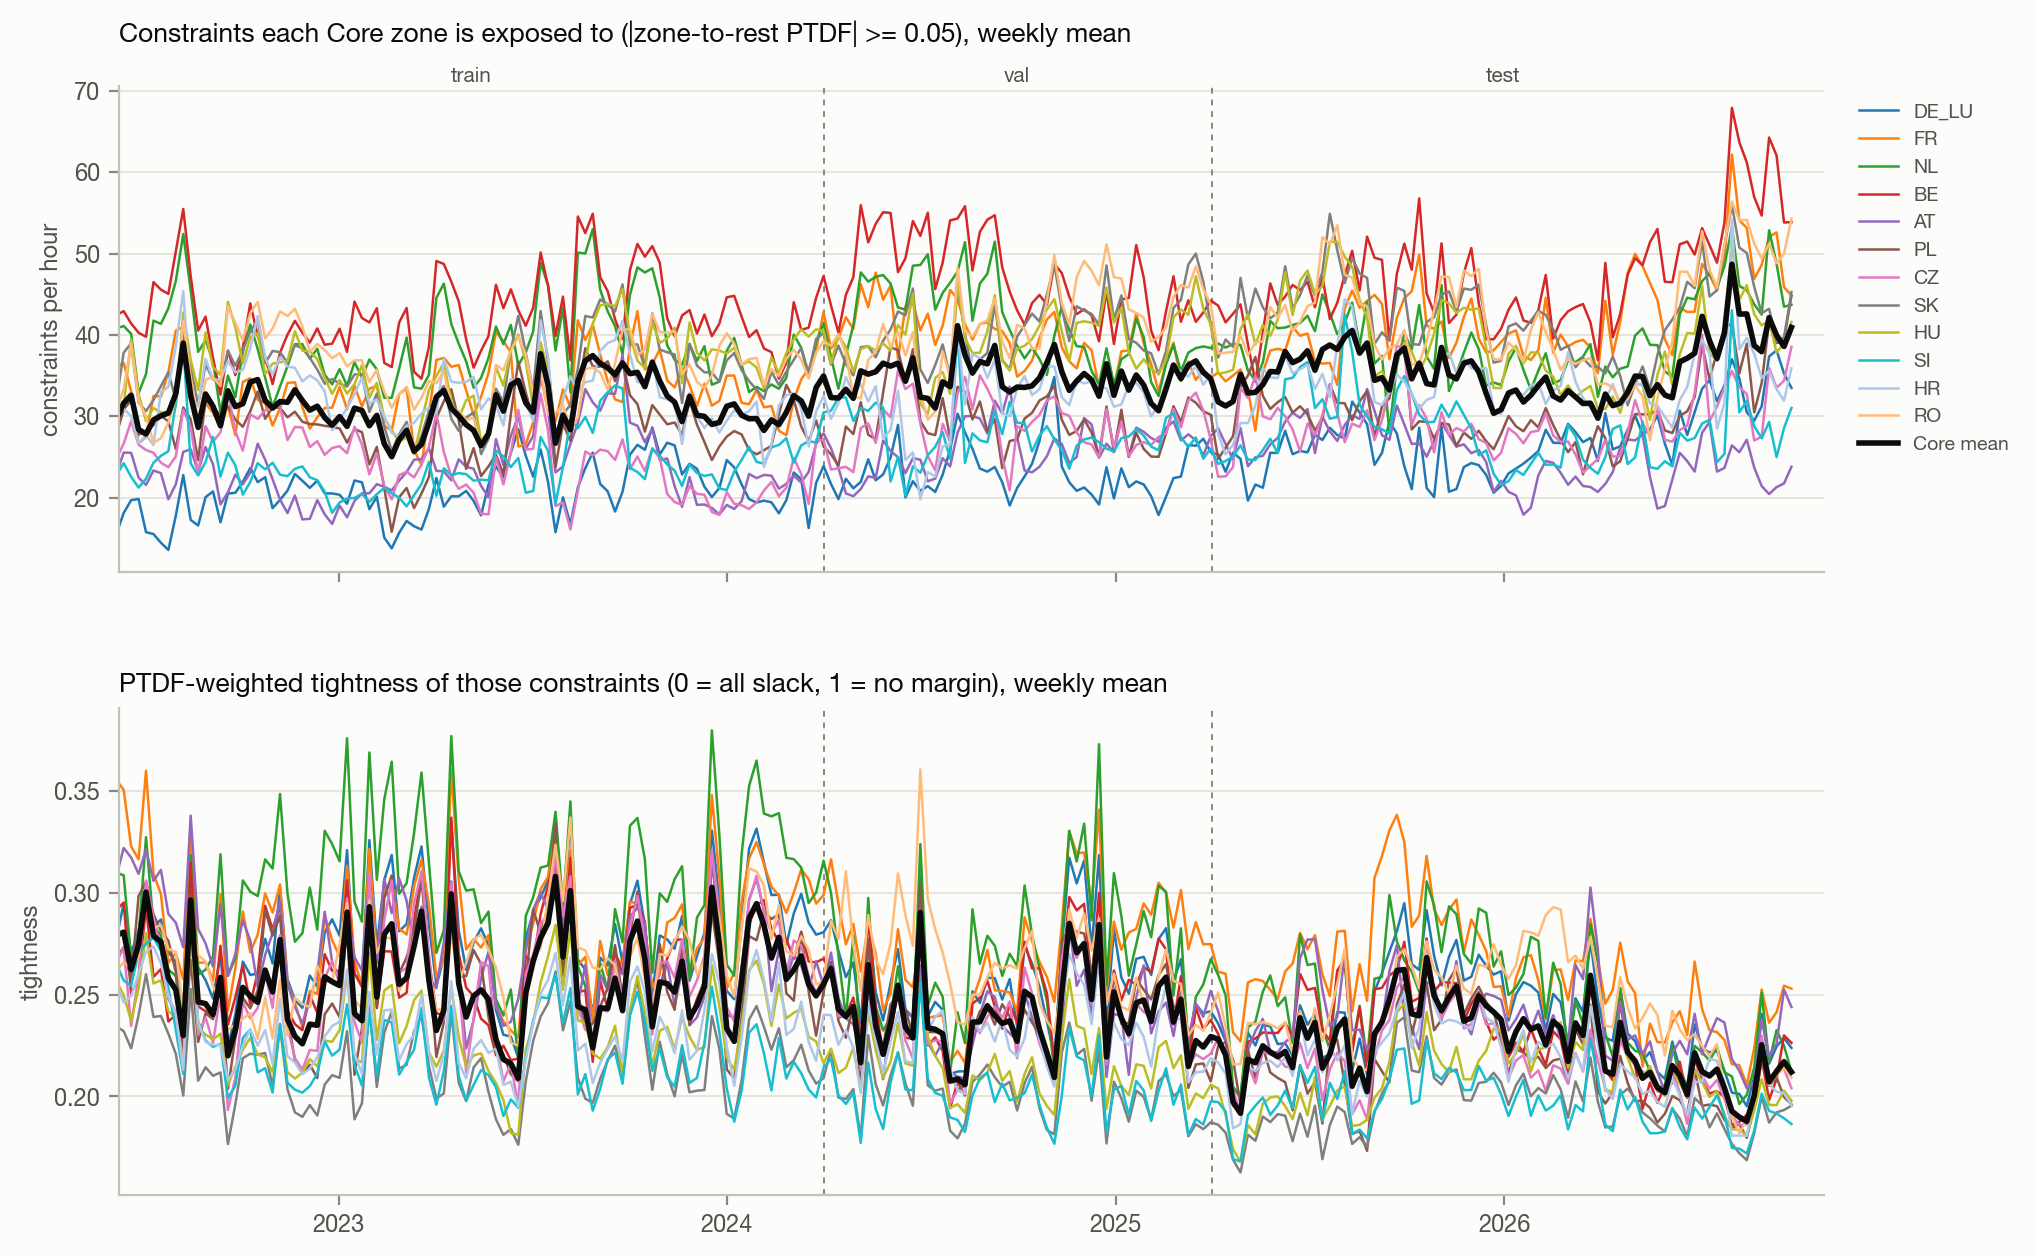 Constraints each Core zone is exposed to (|zone-to-rest PTDF| >= 0.05), weekly mean
train
val
test
70
60
50
40
30
20
constraints per hour
DE_LU
FR
NL
BE
AT
PL
CZ
SK
HU
SI
HR
RO
Core mean
PTDF-weighted tightness of those constraints (0 = all slack, 1 = no margin), weekly mean
0.35
0.30
0.25
0.20
tightness
2023
2024
2025
2026